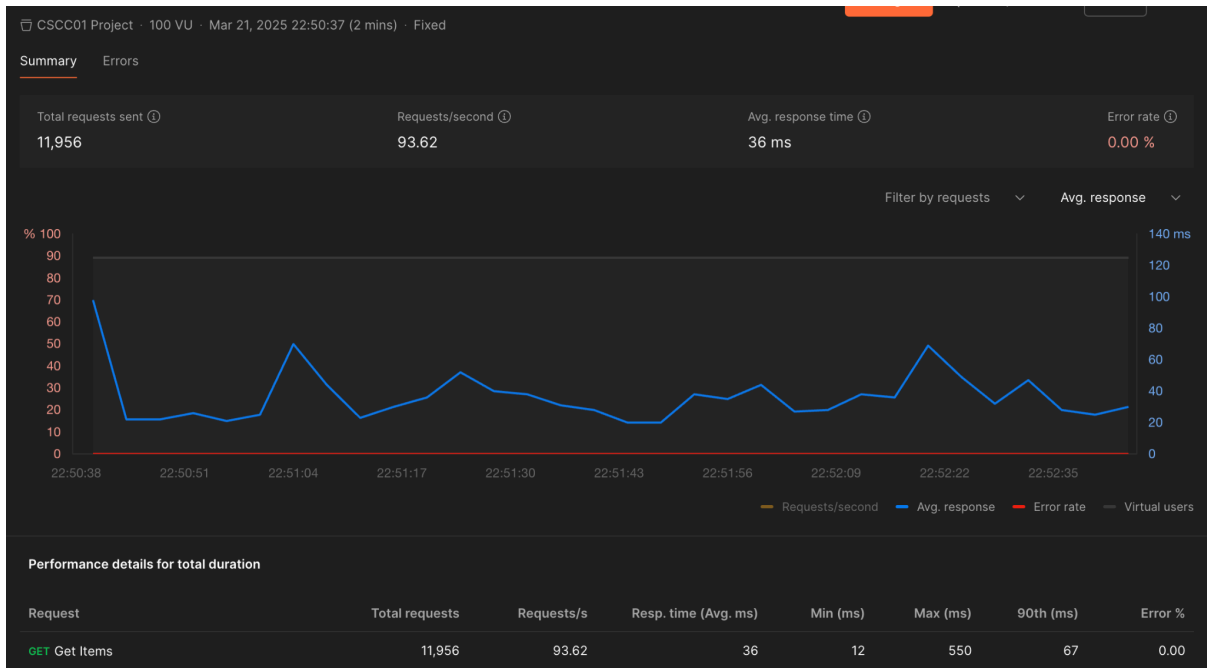 CSCC01 Project · 100 VU · Mar 21, 2025 22:50:37 (2 mins) · Fixed
Summary Errors
Total requests sent Requests/second Avg. response time Error rate
11,956 93.62 36 ms 0.00 %
Filter by requests Avg. response
% 100 140 ms
90
80 120
70 100
60 80
50
40 60
30 40
20 20
10
0 0
22:50:38 22:50:51 22:51:04 22:51:17 22:51:30 22:51:43 22:51:56 22:52:09 22:52:22 22:52:35
Requests/second Avg. response Error rate Virtual users
Performance details for total duration
Request Total requests Requests/s Resp. time (Avg. ms) Min (ms) Max (ms) 90th (ms) Error %
GET Get Items 11,956 93.62 36 12 550 67 0.00